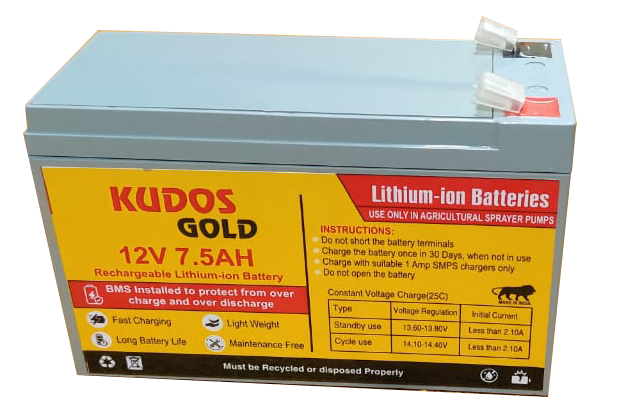 KUDOS
GOLD
12V 7.5AH
Rechargeable Lithium-ion Battery
BMS Installed to protect from over
charge and over discharge
Fast Charging
Light Weight
Long Battery Life
Maintenance Free
Lithium-ion Batteries
USE ONLY IN AGRICULTURAL SPRAYER PUMPS
INSTRUCTIONS:
Do not short the battery terminals
Charge the battery once in 30 Days, when not in use
Charge with suitable 1 Amp SMPS chargers only
Do not open the battery
Constant Voltage Charge(25C)
MAKE IN INDIA
Type Voltage Regulation Initial Current
Standby use 13.60-13.80V Less than 2.10A
Cycle use 14.10-14.40V Less than 2.10A
Must be Recycled or disposed Properly